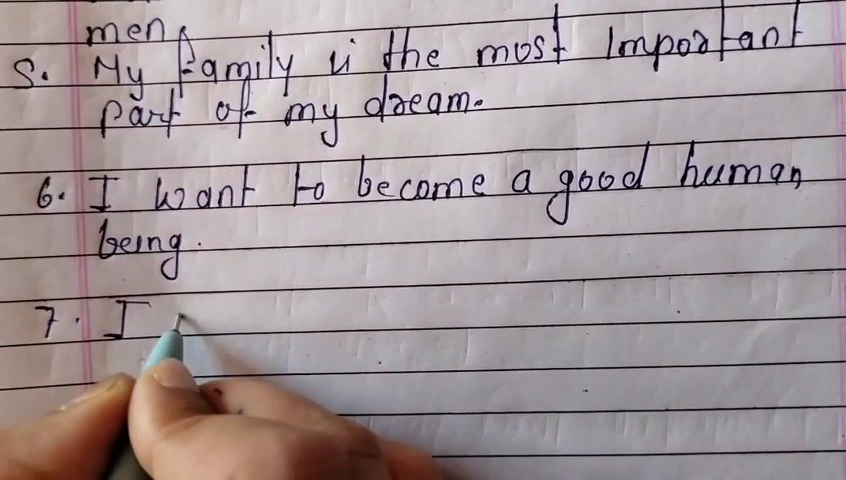 men,
5. My family is the most Important
part of my dream.
6. I want to become a good human
being.
7. I